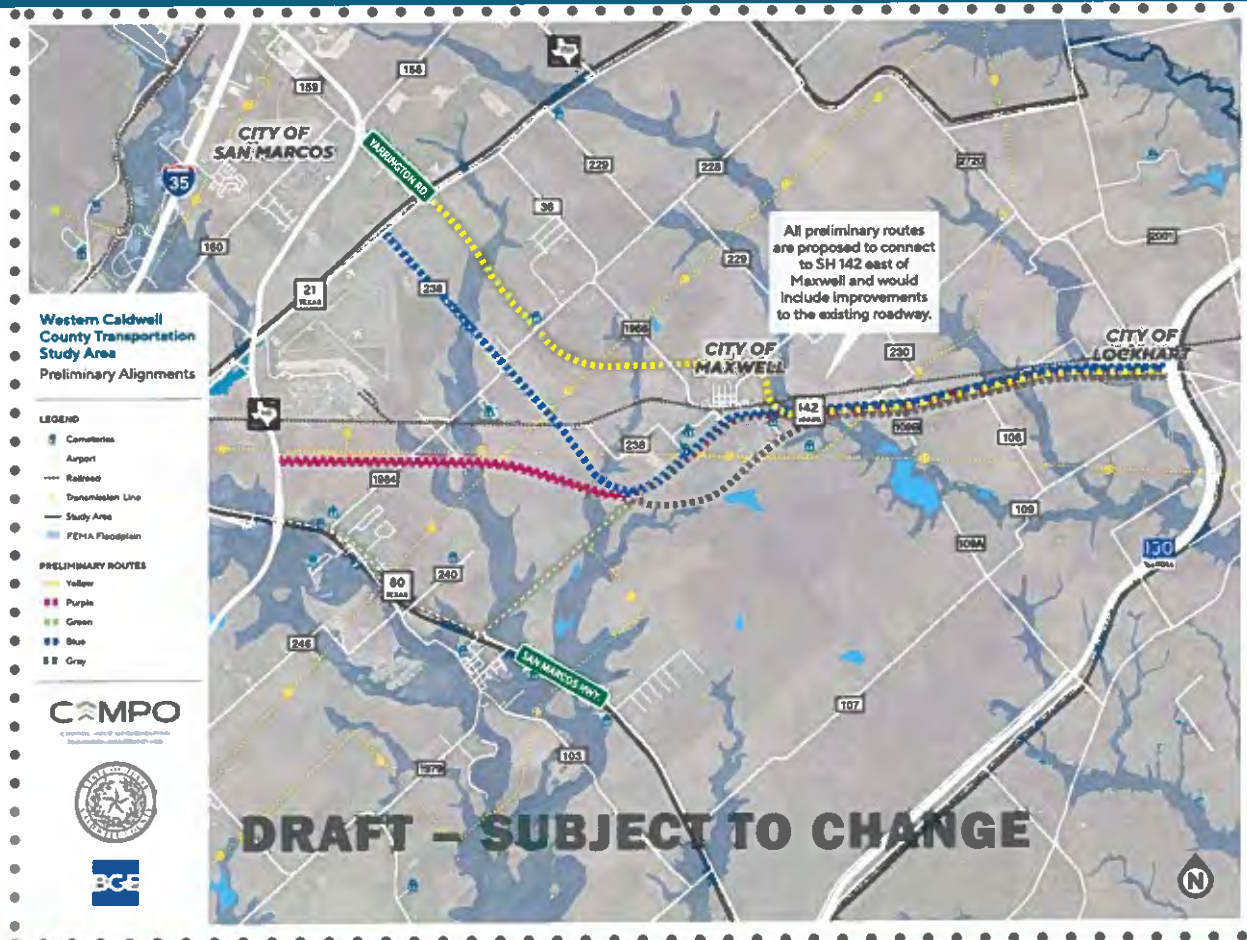 159
158
CITY OF
SAN MARCOS
YARRINGTON RD.
35
229
228
2720
36
160
238
229
2001
21
TEXAS
All preliminary routes
are proposed to connect
to SH 142 east of
Maxwell and would
include improvements
to the existing roadway.
1966
CITY OF
MAXWELL
230
CITY OF
LOCKHART
142
238
106
1984
109
130
80
TEXAS
240
246
SAN MARCOS HWY.
107
103
1979
Western Caldwell
County Transportation
Study Area
Preliminary Alignments
LEGEND
Cemeteries
Airport
Railroad
Transmission Line
Study Area
FEMA Floodplain
PRELIMINARY ROUTES
Yellow
Purple
Green
Blue
Gray
CAMPO
BGE
DRAFT – SUBJECT TO CHANGE
N